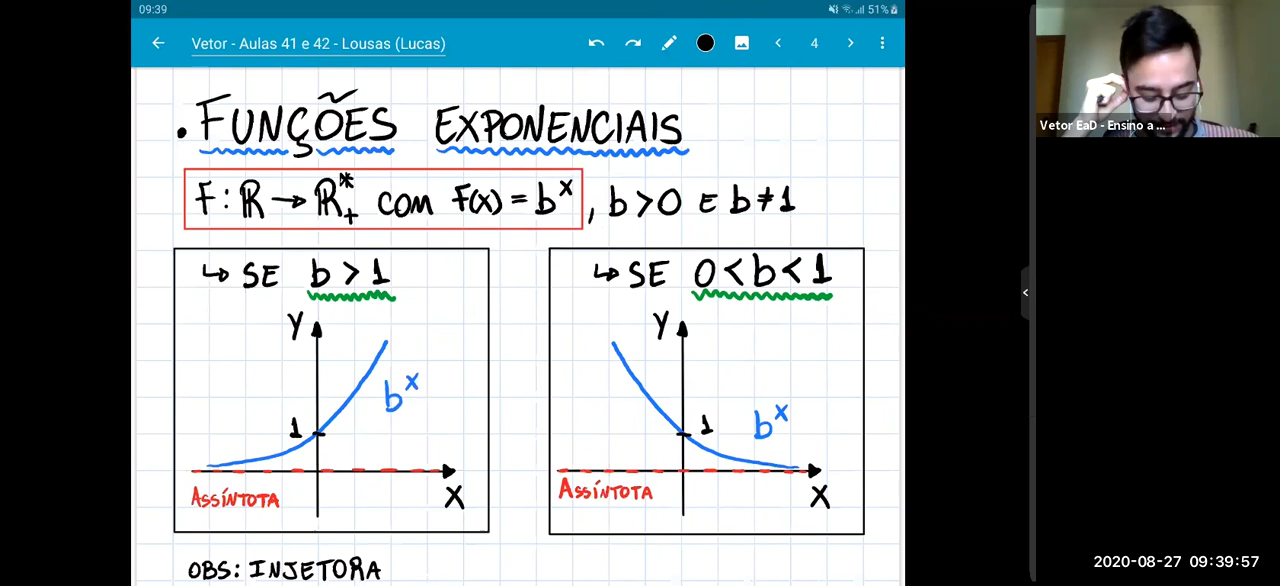 09:39
51%
Vetor - Aulas 41 e 42 - Lousas (Lucas)
4
• FUNÇÕES EXPONENCIAIS
F: ℝ → ℝ*₊ COM F(X) = bˣ, b > 0 E b ≠ 1
↳ SE b > 1
Y
bˣ
1
ASSÍNTOTA
X
↳ SE 0 < b < 1
Y
1
bˣ
ASSÍNTOTA
X
OBS: INJETORA
Vetor EaD - Ensino a ...
<
2020-08-27 09:39:57